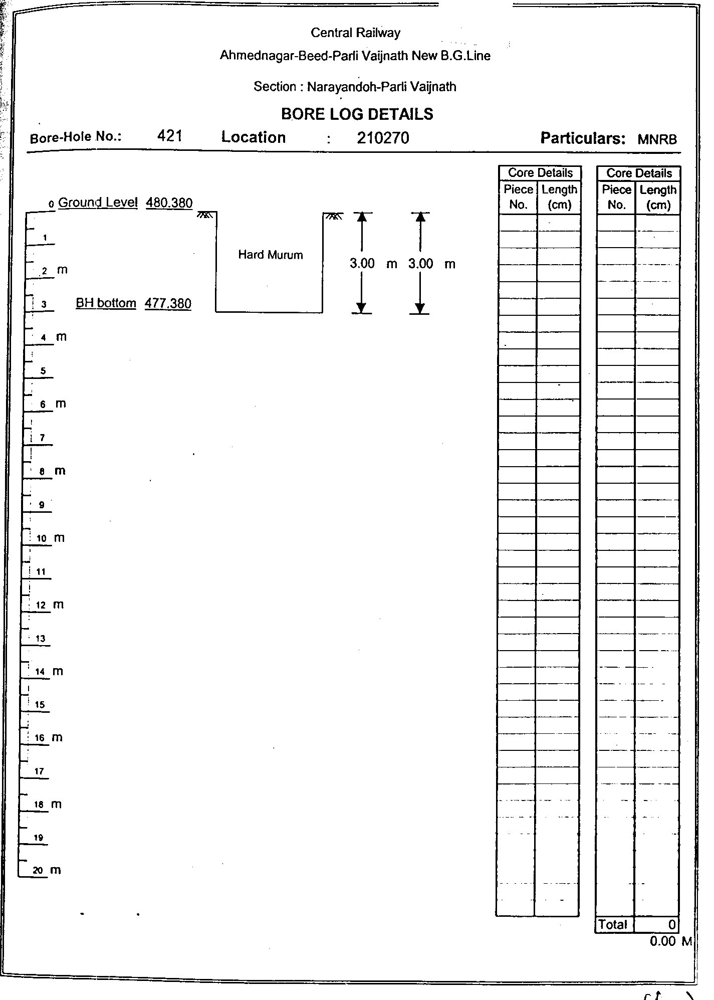 Central Railway
Ahmednagar-Beed-Parli Vaijnath New B.G.Line
Section : Narayandoh-Parli Vaijnath
BORE LOG DETAILS
Bore-Hole No.: 421 Location : 210270 Particulars: MNRB
Core Details Core Details
Piece No. Length (cm) Piece No. Length (cm)
0 Ground Level 480.380
1
Hard Murum
3.00 m 3.00 m
2 m
3 BH bottom 477.380
4 m
5
6 m
7
8 m
9
10 m
11
12 m
13
14 m
15
16 m
17
18 m
19
20 m
Total 0
0.00 M